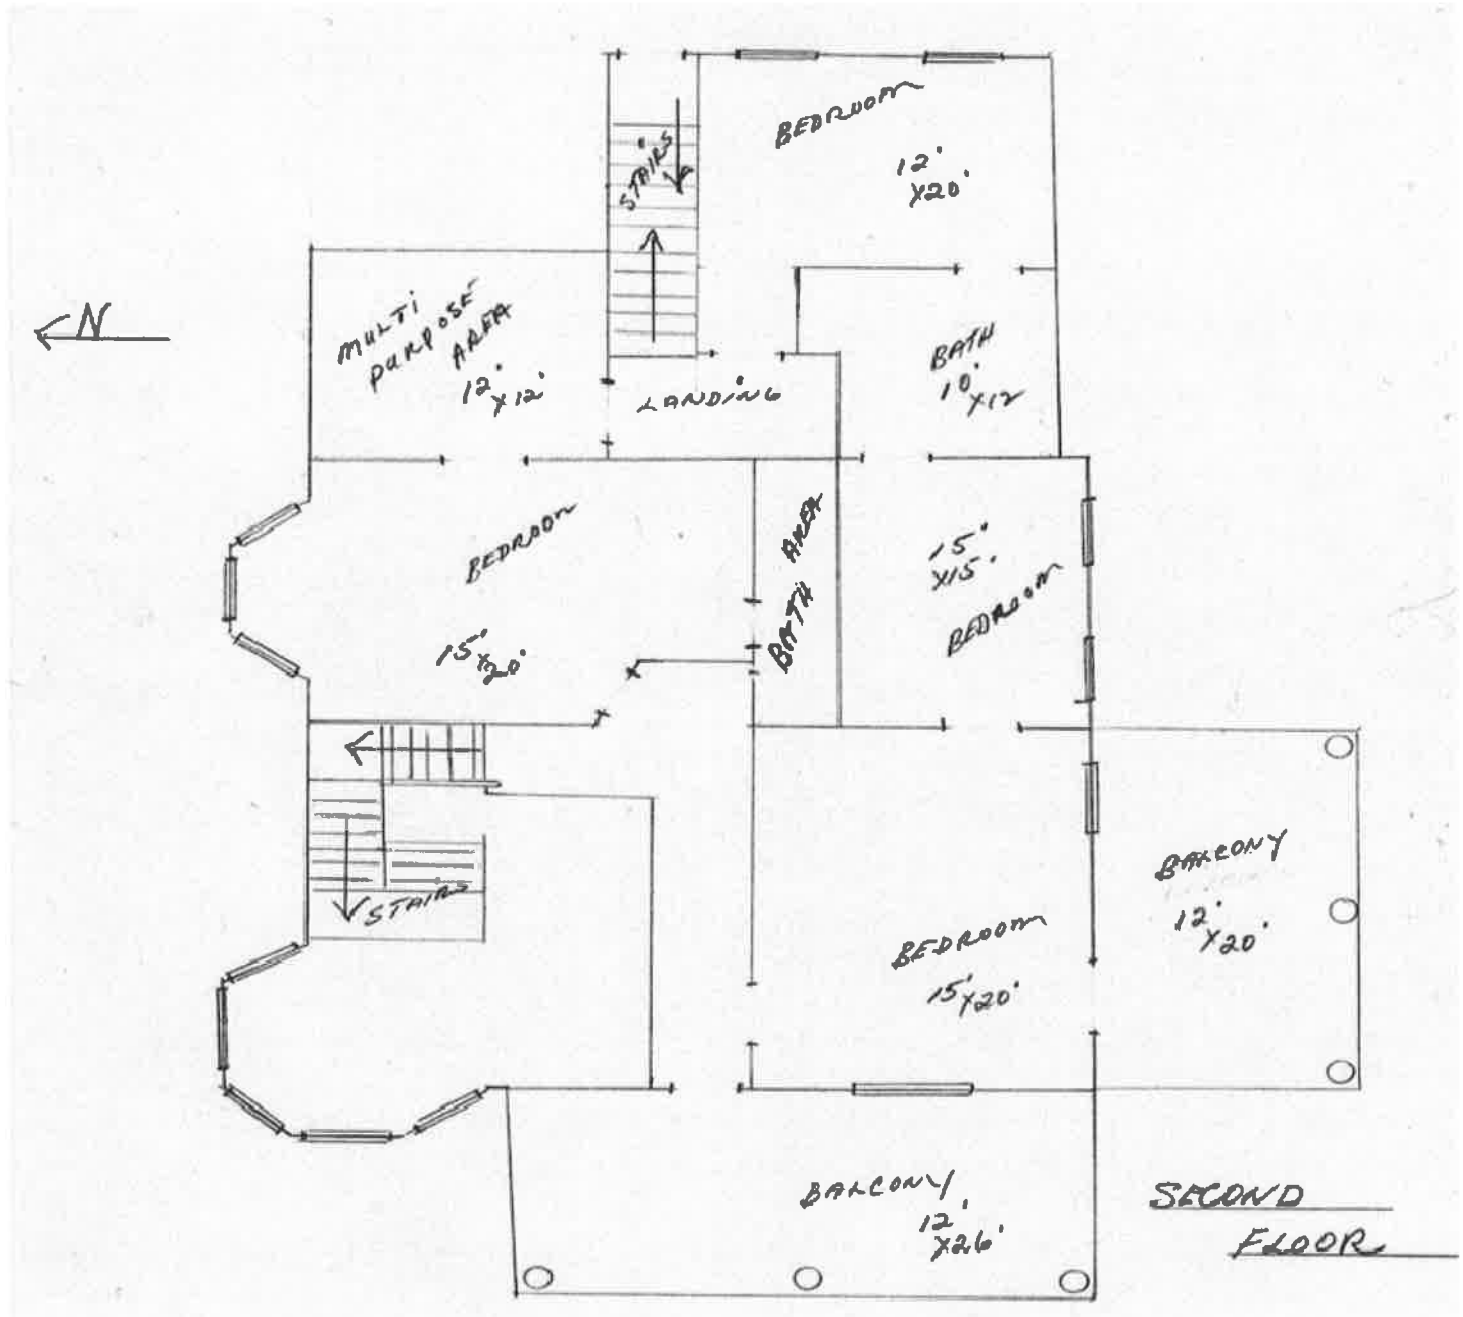 BEDROOM
12'
X20'
STAIRS
N
MULTI
PURPOSE
AREA
12'
X12'
LANDING
BATH
10'
X12
BEDROOM
15'
X20'
BATH AREA
15'
X15'
BEDROOM
STAIRS
BEDROOM
15'
X20'
BALCONY
12'
X20'
BALCONY
12'
X26'
SECOND
FLOOR